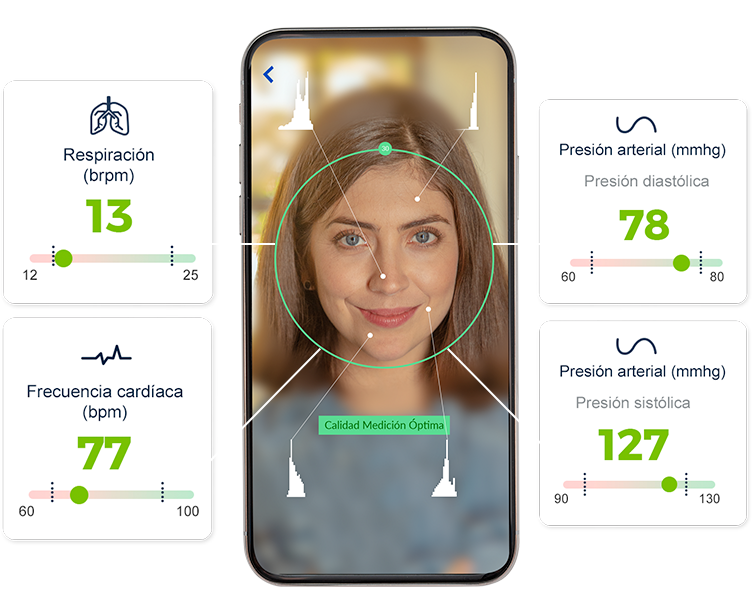 Respiración
(brpm)
13
12
25
Frecuencia cardíaca
(bpm)
77
60
100
30
Calidad Medición Óptima
Presión arterial (mmhg)
Presión diastólica
78
60
80
Presión arterial (mmhg)
Presión sistólica
127
90
130